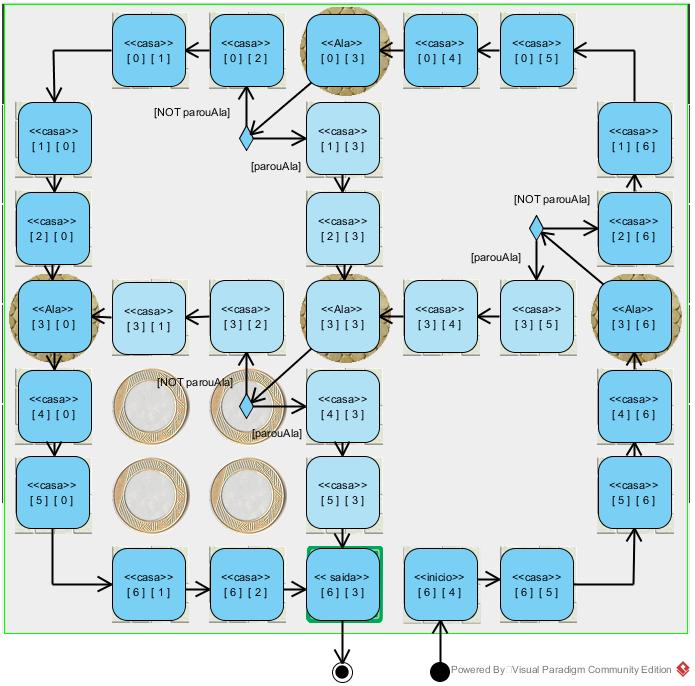 <<casa>> <<casa>> <<Ala>> <<casa>> <<casa>>
[ 0 ] [ 1 ] [ 0 ] [ 2 ] [ 0 ] [ 3 ] [ 0 ] [ 4 ] [ 0 ] [ 5 ]
[NOT parouAla]
<<casa>> <<casa>> <<casa>>
[ 1 ] [ 0 ] [ 1 ] [ 3 ] [ 1 ] [ 6 ]
[parouAla]
[NOT parouAla]
<<casa>> <<casa>> <<casa>>
[ 2 ] [ 0 ] [ 2 ] [ 3 ] [ 2 ] [ 6 ]
[parouAla]
<<Ala>> <<casa>> <<casa>> <<Ala>> <<casa>> <<casa>> <<Ala>>
[ 3 ] [ 0 ] [ 3 ] [ 1 ] [ 3 ] [ 2 ] [ 3 ] [ 3 ] [ 3 ] [ 4 ] [ 3 ] [ 5 ] [ 3 ] [ 6 ]
[NOT parouAla]
<<casa>> <<casa>> <<casa>>
[ 4 ] [ 0 ] [ 4 ] [ 3 ] [ 4 ] [ 6 ]
[parouAla]
<<casa>> <<casa>> <<casa>>
[ 5 ] [ 0 ] [ 5 ] [ 3 ] [ 5 ] [ 6 ]
<<casa>> <<casa>> << saida>> <<inicio>> <<casa>>
[ 6 ] [ 1 ] [ 6 ] [ 2 ] [ 6 ] [ 3 ] [ 6 ] [ 4 ] [ 6 ] [ 5 ]
Powered By Visual Paradigm Community Edition